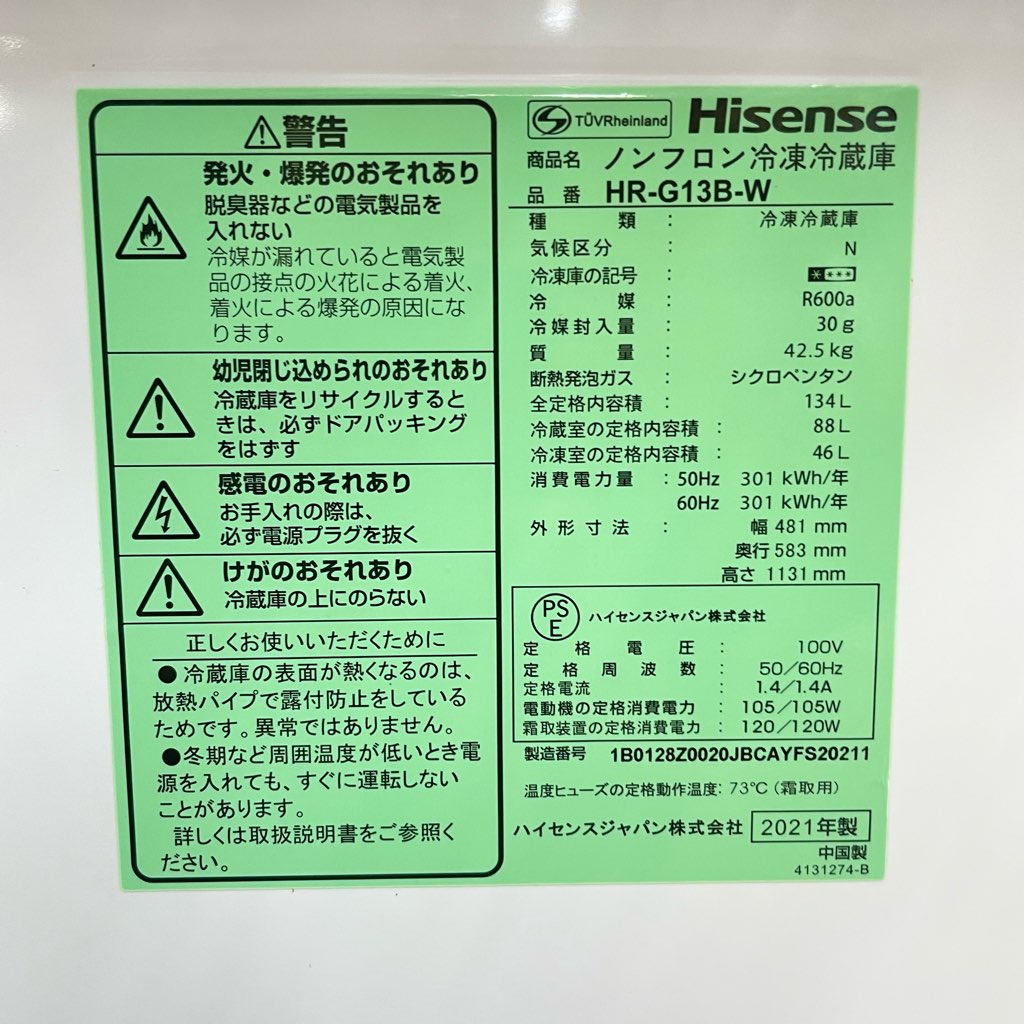 ⚠警告
発火・爆発のおそれあり
脱臭器などの電気製品を
入れない
冷媒が漏れていると電気製
品の接点の火花による着火、
着火による爆発の原因にな
ります。
幼児閉じ込められのおそれあり
冷蔵庫をリサイクルすると
きは、必ずドアパッキング
をはずす
感電のおそれあり
お手入れの際は、
必ず電源プラグを抜く
けがのおそれあり
冷蔵庫の上にのらない
正しくお使いいただくために
●冷蔵庫の表面が熱くなるのは、
放熱パイプで露付防止をしている
ためです。異常ではありません。
●冬期など周囲温度が低いとき電
源を入れても、すぐに運転しない
ことがあります。
詳しくは取扱説明書をご参照く
ださい。
TÜVRheinland Hisense
商品名 ノンフロン冷凍冷蔵庫
品番 HR-G13B-W
種類 : 冷凍冷蔵庫
気候区分 : N
冷凍庫の記号 : ****​*
冷媒 : R600a
冷媒封入量 : 30g
質量 : 42.5kg
断熱発泡ガス : シクロペンタン
全定格内容積 : 134L
冷蔵室の定格内容積 : 88L
冷凍室の定格内容積 : 46L
消費電力量 : 50Hz 301 kWh/年
60Hz 301 kWh/年
外形寸法 : 幅 481 mm
奥行 583 mm
高さ 1131 mm
PSE ハイセンスジャパン株式会社
定格電圧 : 100V
定格周波数 : 50/60Hz
定格電流 : 1.4/1.4A
電動機の定格消費電力 : 105/105W
霜取装置の定格消費電力 : 120/120W
製造番号 1B0128Z0020JBCAYFS20211
温度ヒューズの定格動作温度: 73℃(霜取用)
ハイセンスジャパン株式会社 2021年製
中国製
4131274-B